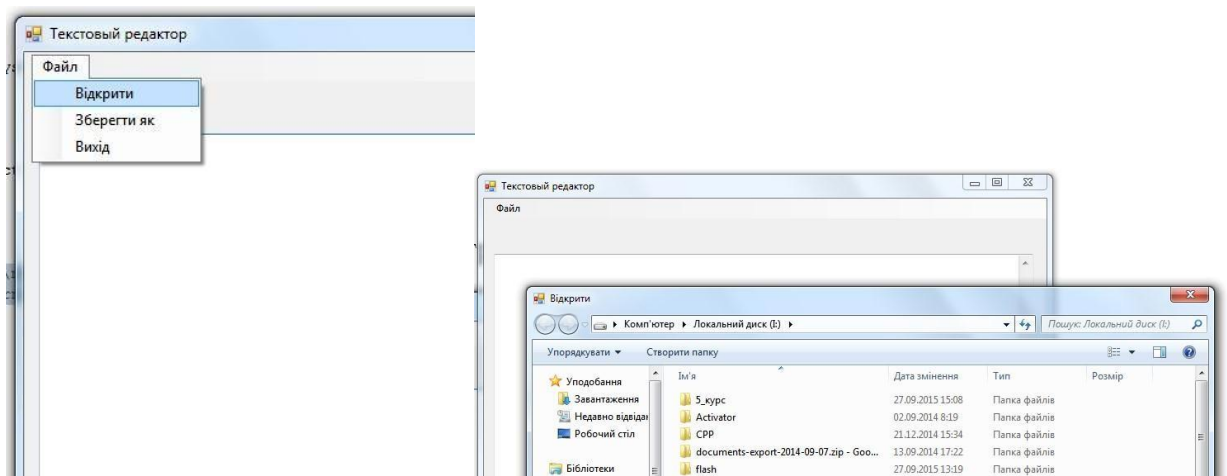 Текстовый редактор
Файл
Відкрити
Зберегти як
Вихід
Текстовый редактор
Файл
Відкрити
Комп'ютер Локальний диск (I:)
Пошук: Локальний диск (I:)
Упорядкувати Створити папку
Уподобання
Завантаження
Недавно відвідан
Робочий стіл
Бібліотеки
Ім'я Дата змінення Тип Розмір
5_курс 27.09.2015 15:08 Папка файлів
Activator 02.09.2014 8:19 Папка файлів
CPP 21.12.2014 15:34 Папка файлів
documents-export-2014-09-07.zip - Goo... 13.09.2014 17:22 Папка файлів
flash 27.09.2015 13:19 Папка файлів